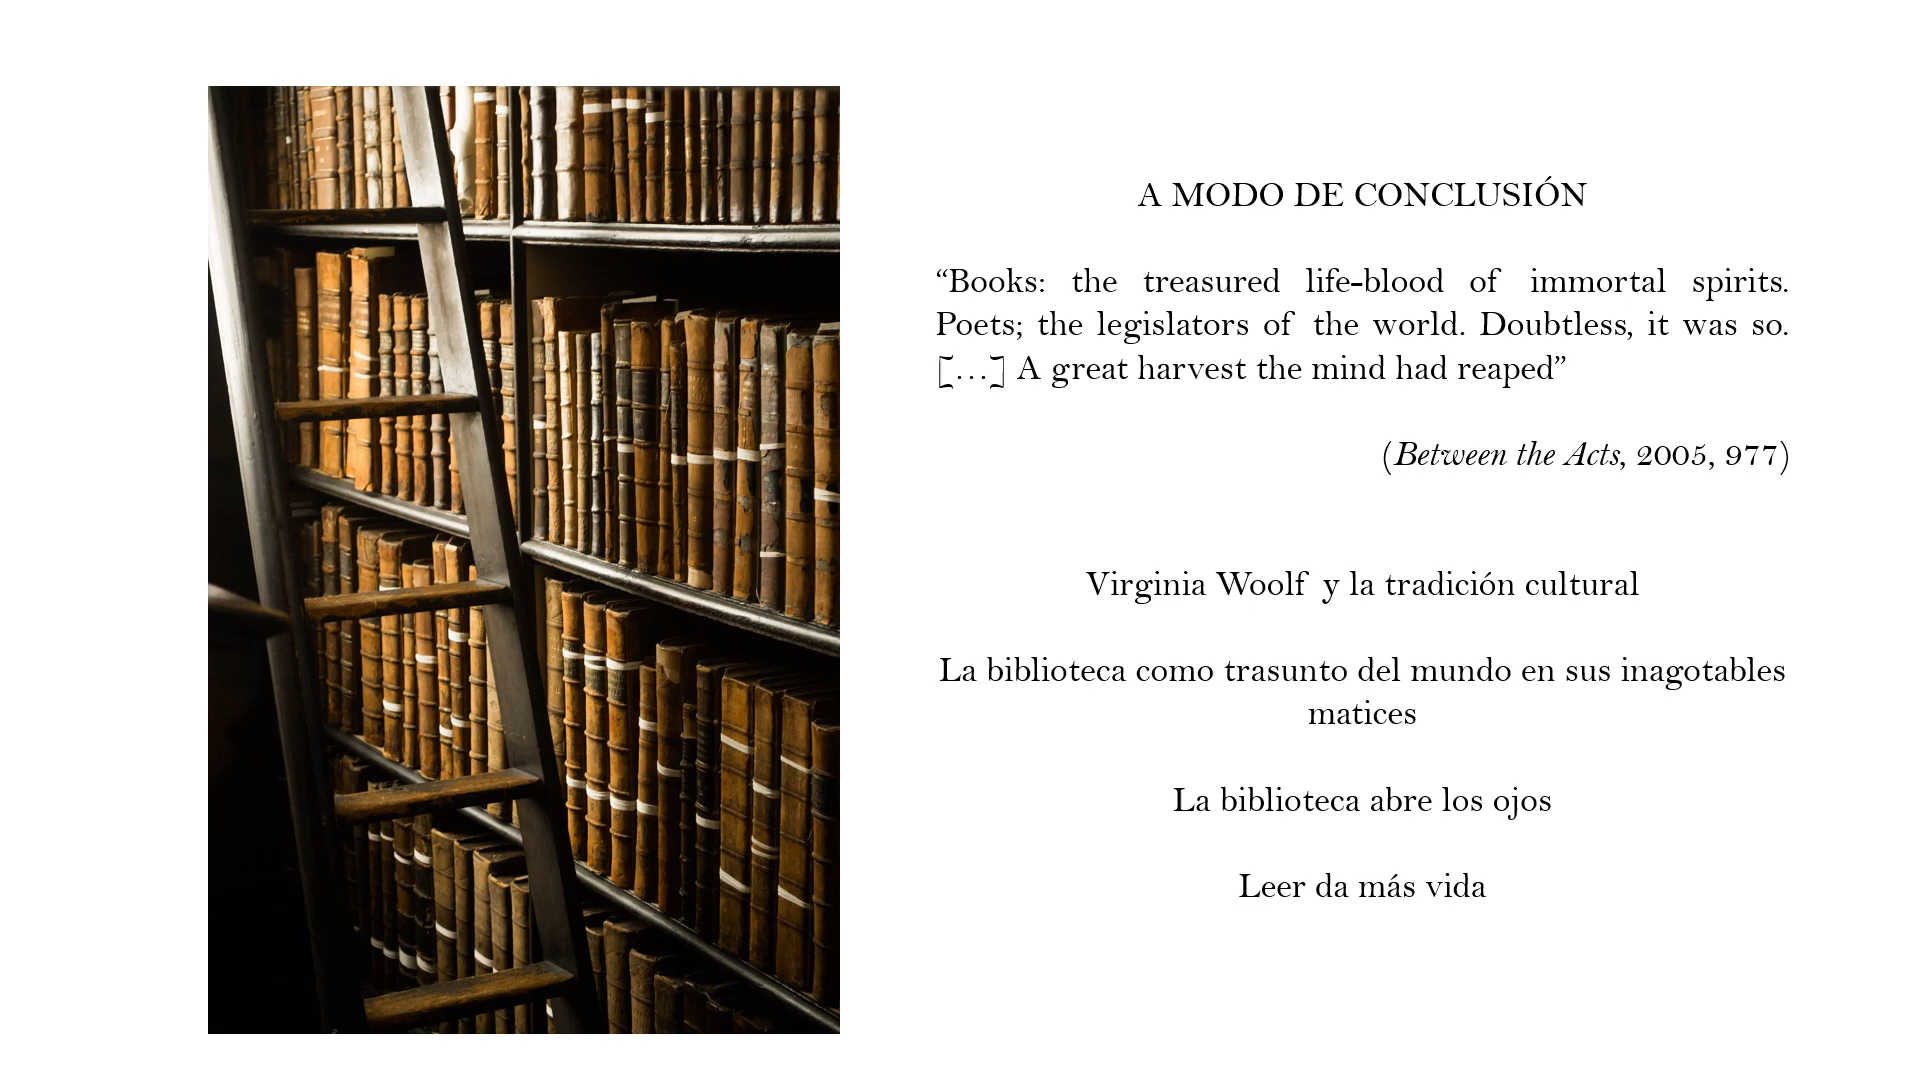 A MODO DE CONCLUSIÓN
“Books: the treasured life-blood of immortal spirits.
Poets; the legislators of the world. Doubtless, it was so.
[…] A great harvest the mind had reaped”
(Between the Acts, 2005, 977)
Virginia Woolf y la tradición cultural
La biblioteca como trasunto del mundo en sus inagotables
matices
La biblioteca abre los ojos
Leer da más vida